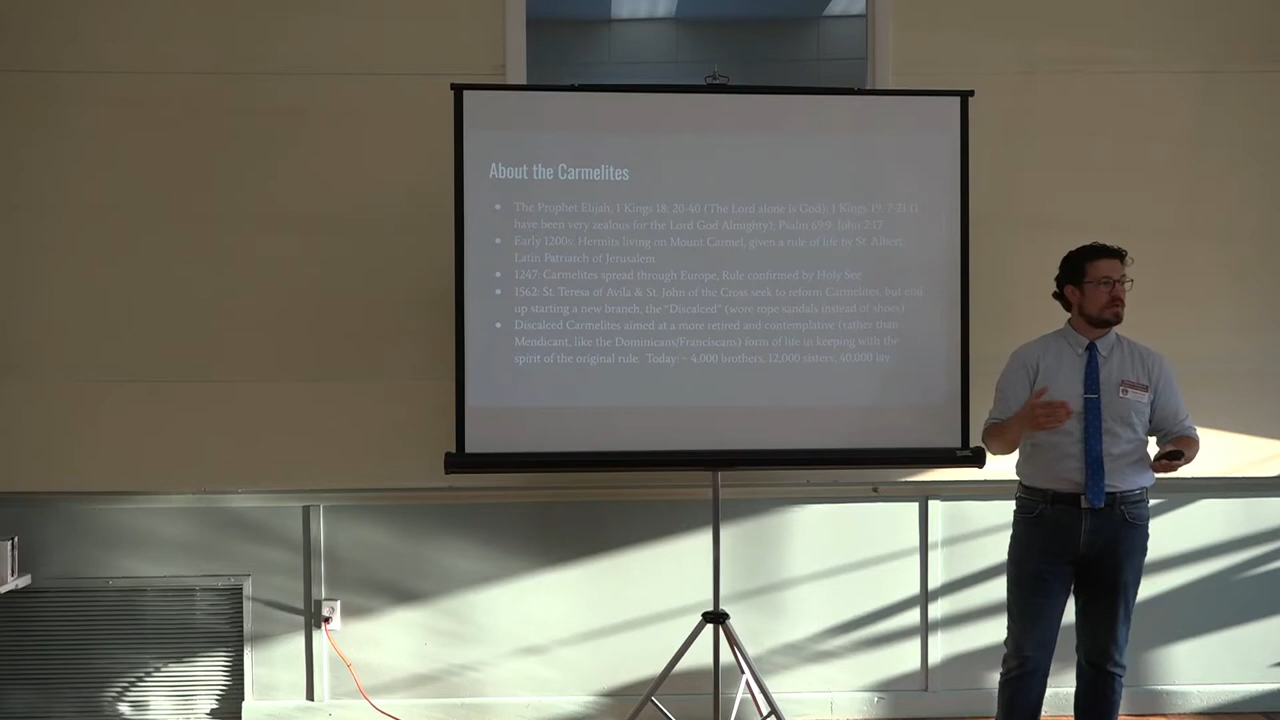 About the Carmelites
The Prophet Elijah, 1 Kings 18: 20-40 (The Lord alone is God); 1 Kings 19: 7-21 (I
have been very zealous for the Lord God Almighty); Psalm 69:9; John 2:17
Early 1200s: Hermits living on Mount Carmel, given a rule of life by St. Albert,
Latin Patriarch of Jerusalem
1247: Carmelites spread through Europe, Rule confirmed by Holy See
1562: St. Teresa of Avila & St. John of the Cross seek to reform Carmelites, but end
up starting a new branch, the "Discalced" (wore rope sandals instead of shoes)
Discalced Carmelites aimed at a more retired and contemplative (rather than
Mendicant, like the Dominicans/Franciscans) form of life in keeping with the
spirit of the original rule. Today: ~ 4,000 brothers, 12,000 sisters, 40,000 lay